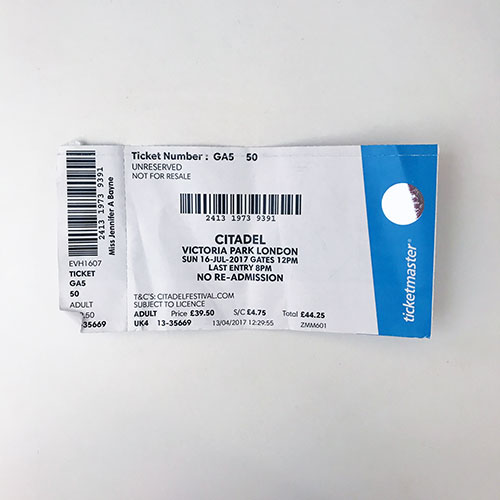 2413 1973 9391
Miss Jennifer A Bayne
EVH1607
TICKET
GA5
50
ADULT
.50
-35669
Ticket Number : GA5 50
UNRESERVED
NOT FOR RESALE
2413 1973 9391
CITADEL
VICTORIA PARK LONDON
SUN 16-JUL-2017 GATES 12PM
LAST ENTRY 8PM
NO RE-ADMISSION
T&C'S: CITADELFESTIVAL.COM
SUBJECT TO LICENCE
ADULT Price £39.50 S/C £4.75 Total £44.25
UK4 13-35669 13/04/2017 12:29:55 ZMM601
ticketmaster®